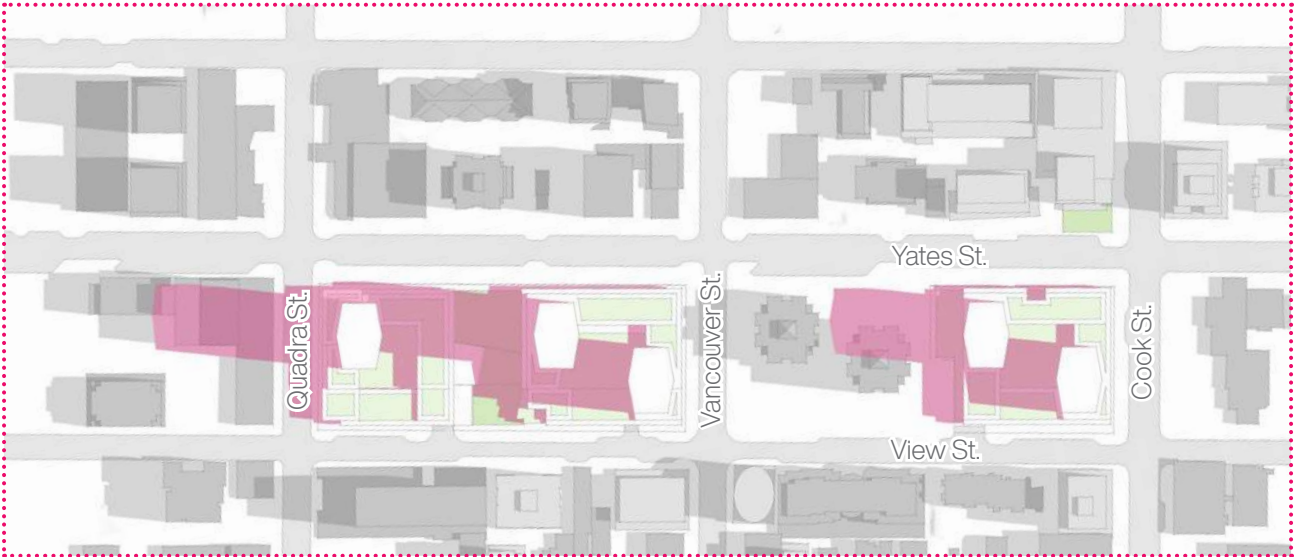 Yates St.
Quadra St.
Vancouver St.
Cook St.
View St.